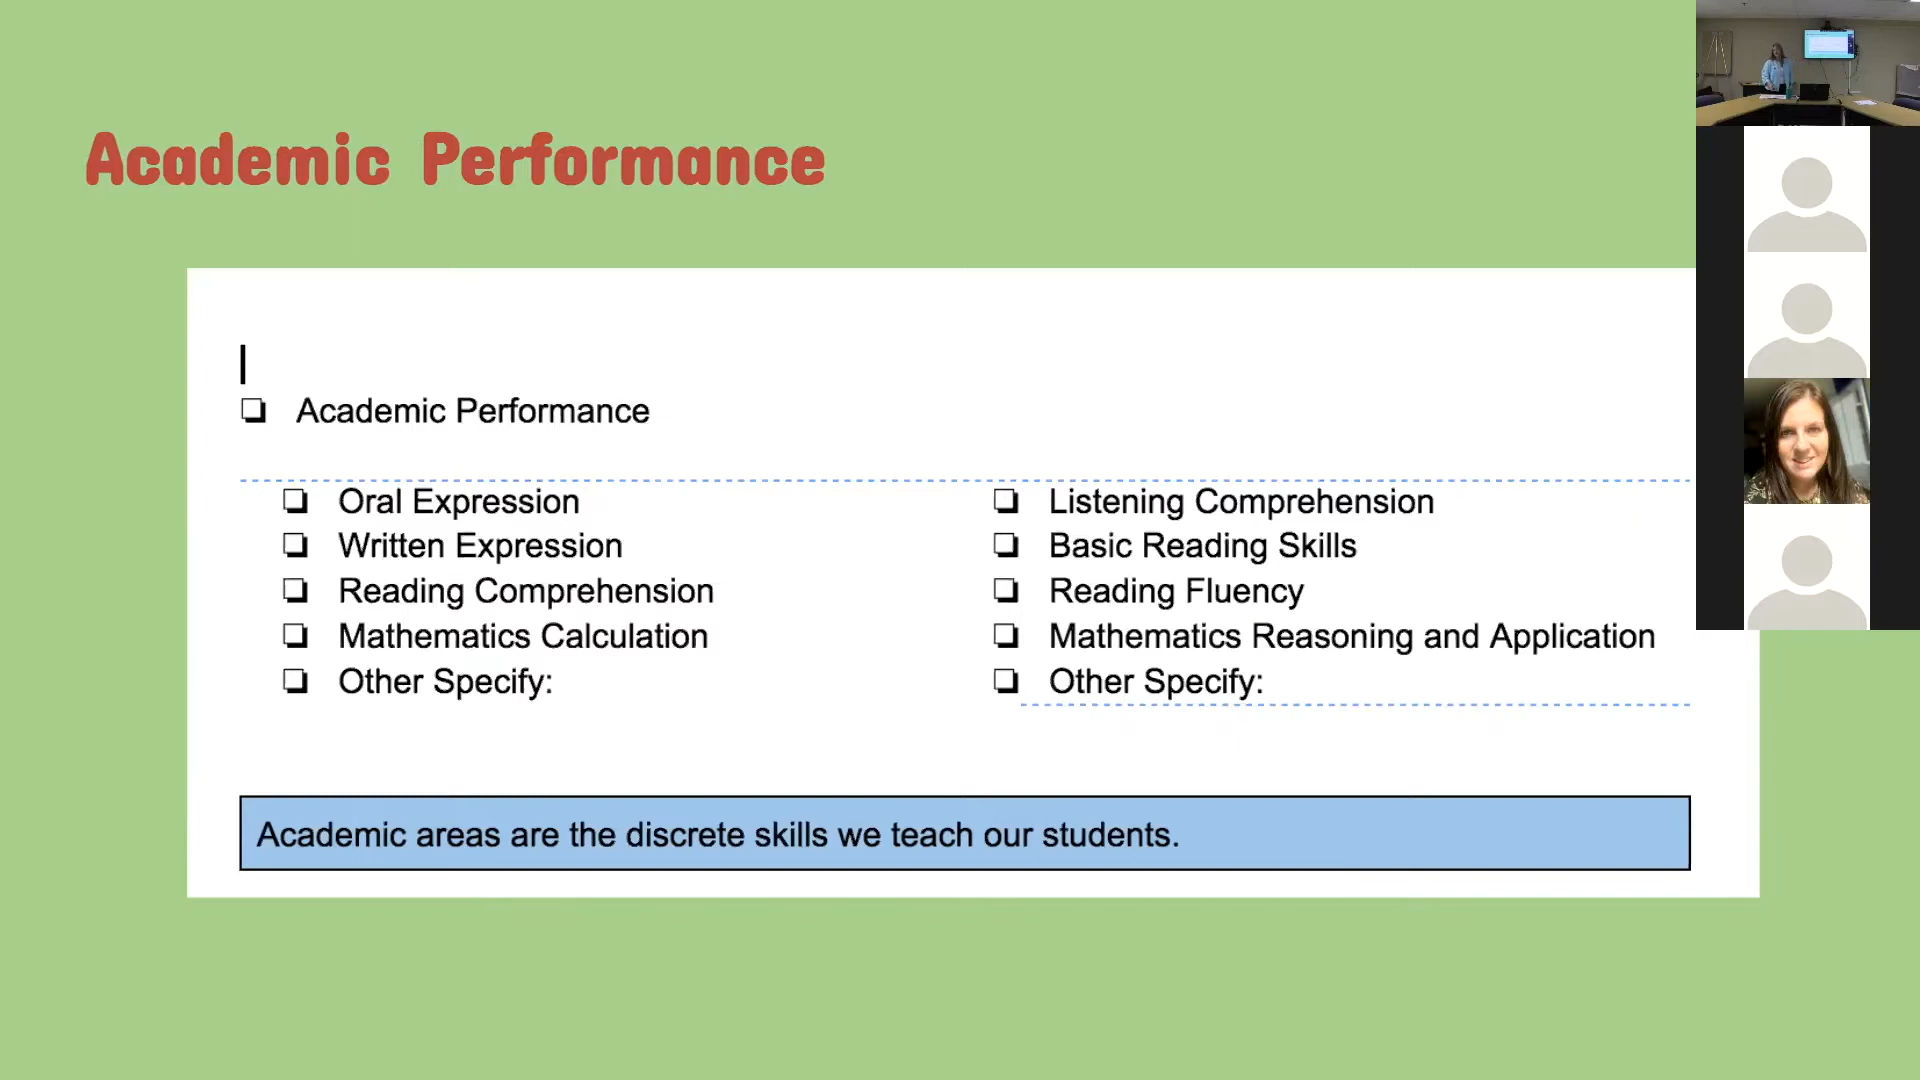 Academic Performance
Academic Performance
Oral Expression
Written Expression
Reading Comprehension
Mathematics Calculation
Other Specify:
Listening Comprehension
Basic Reading Skills
Reading Fluency
Mathematics Reasoning and Application
Other Specify:
Academic areas are the discrete skills we teach our students.